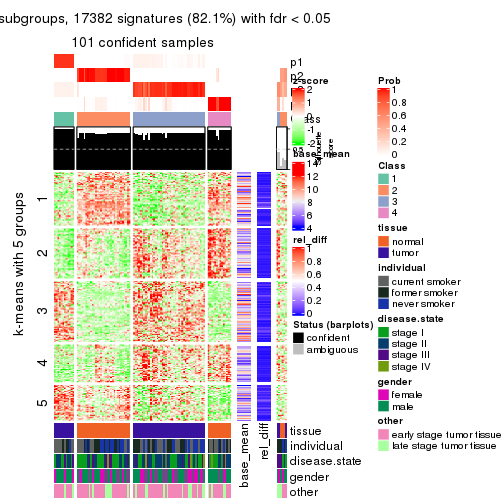 subgroups, 17382 signatures (82.1%) with fdr < 0.05
101 confident samples
p1
p2
z-score
2
1
0
-1
-2
Silhouette
score
base_mean
14
12
10
8
6
4
rel_diff
1
0.8
0.6
0.4
0.2
0
Status (barplots)
confident
ambiguous
Prob
1
0.8
0.6
0.4
0.2
0
Class
1
2
3
4
tissue
normal
tumor
individual
current smoker
former smoker
never smoker
disease.state
stage I
stage II
stage III
stage IV
gender
female
male
other
early stage tumor tissue
late stage tumor tissue
k-means with 5 groups
1
2
3
4
5
base_mean
rel_diff
tissue
individual
disease.state
gender
other